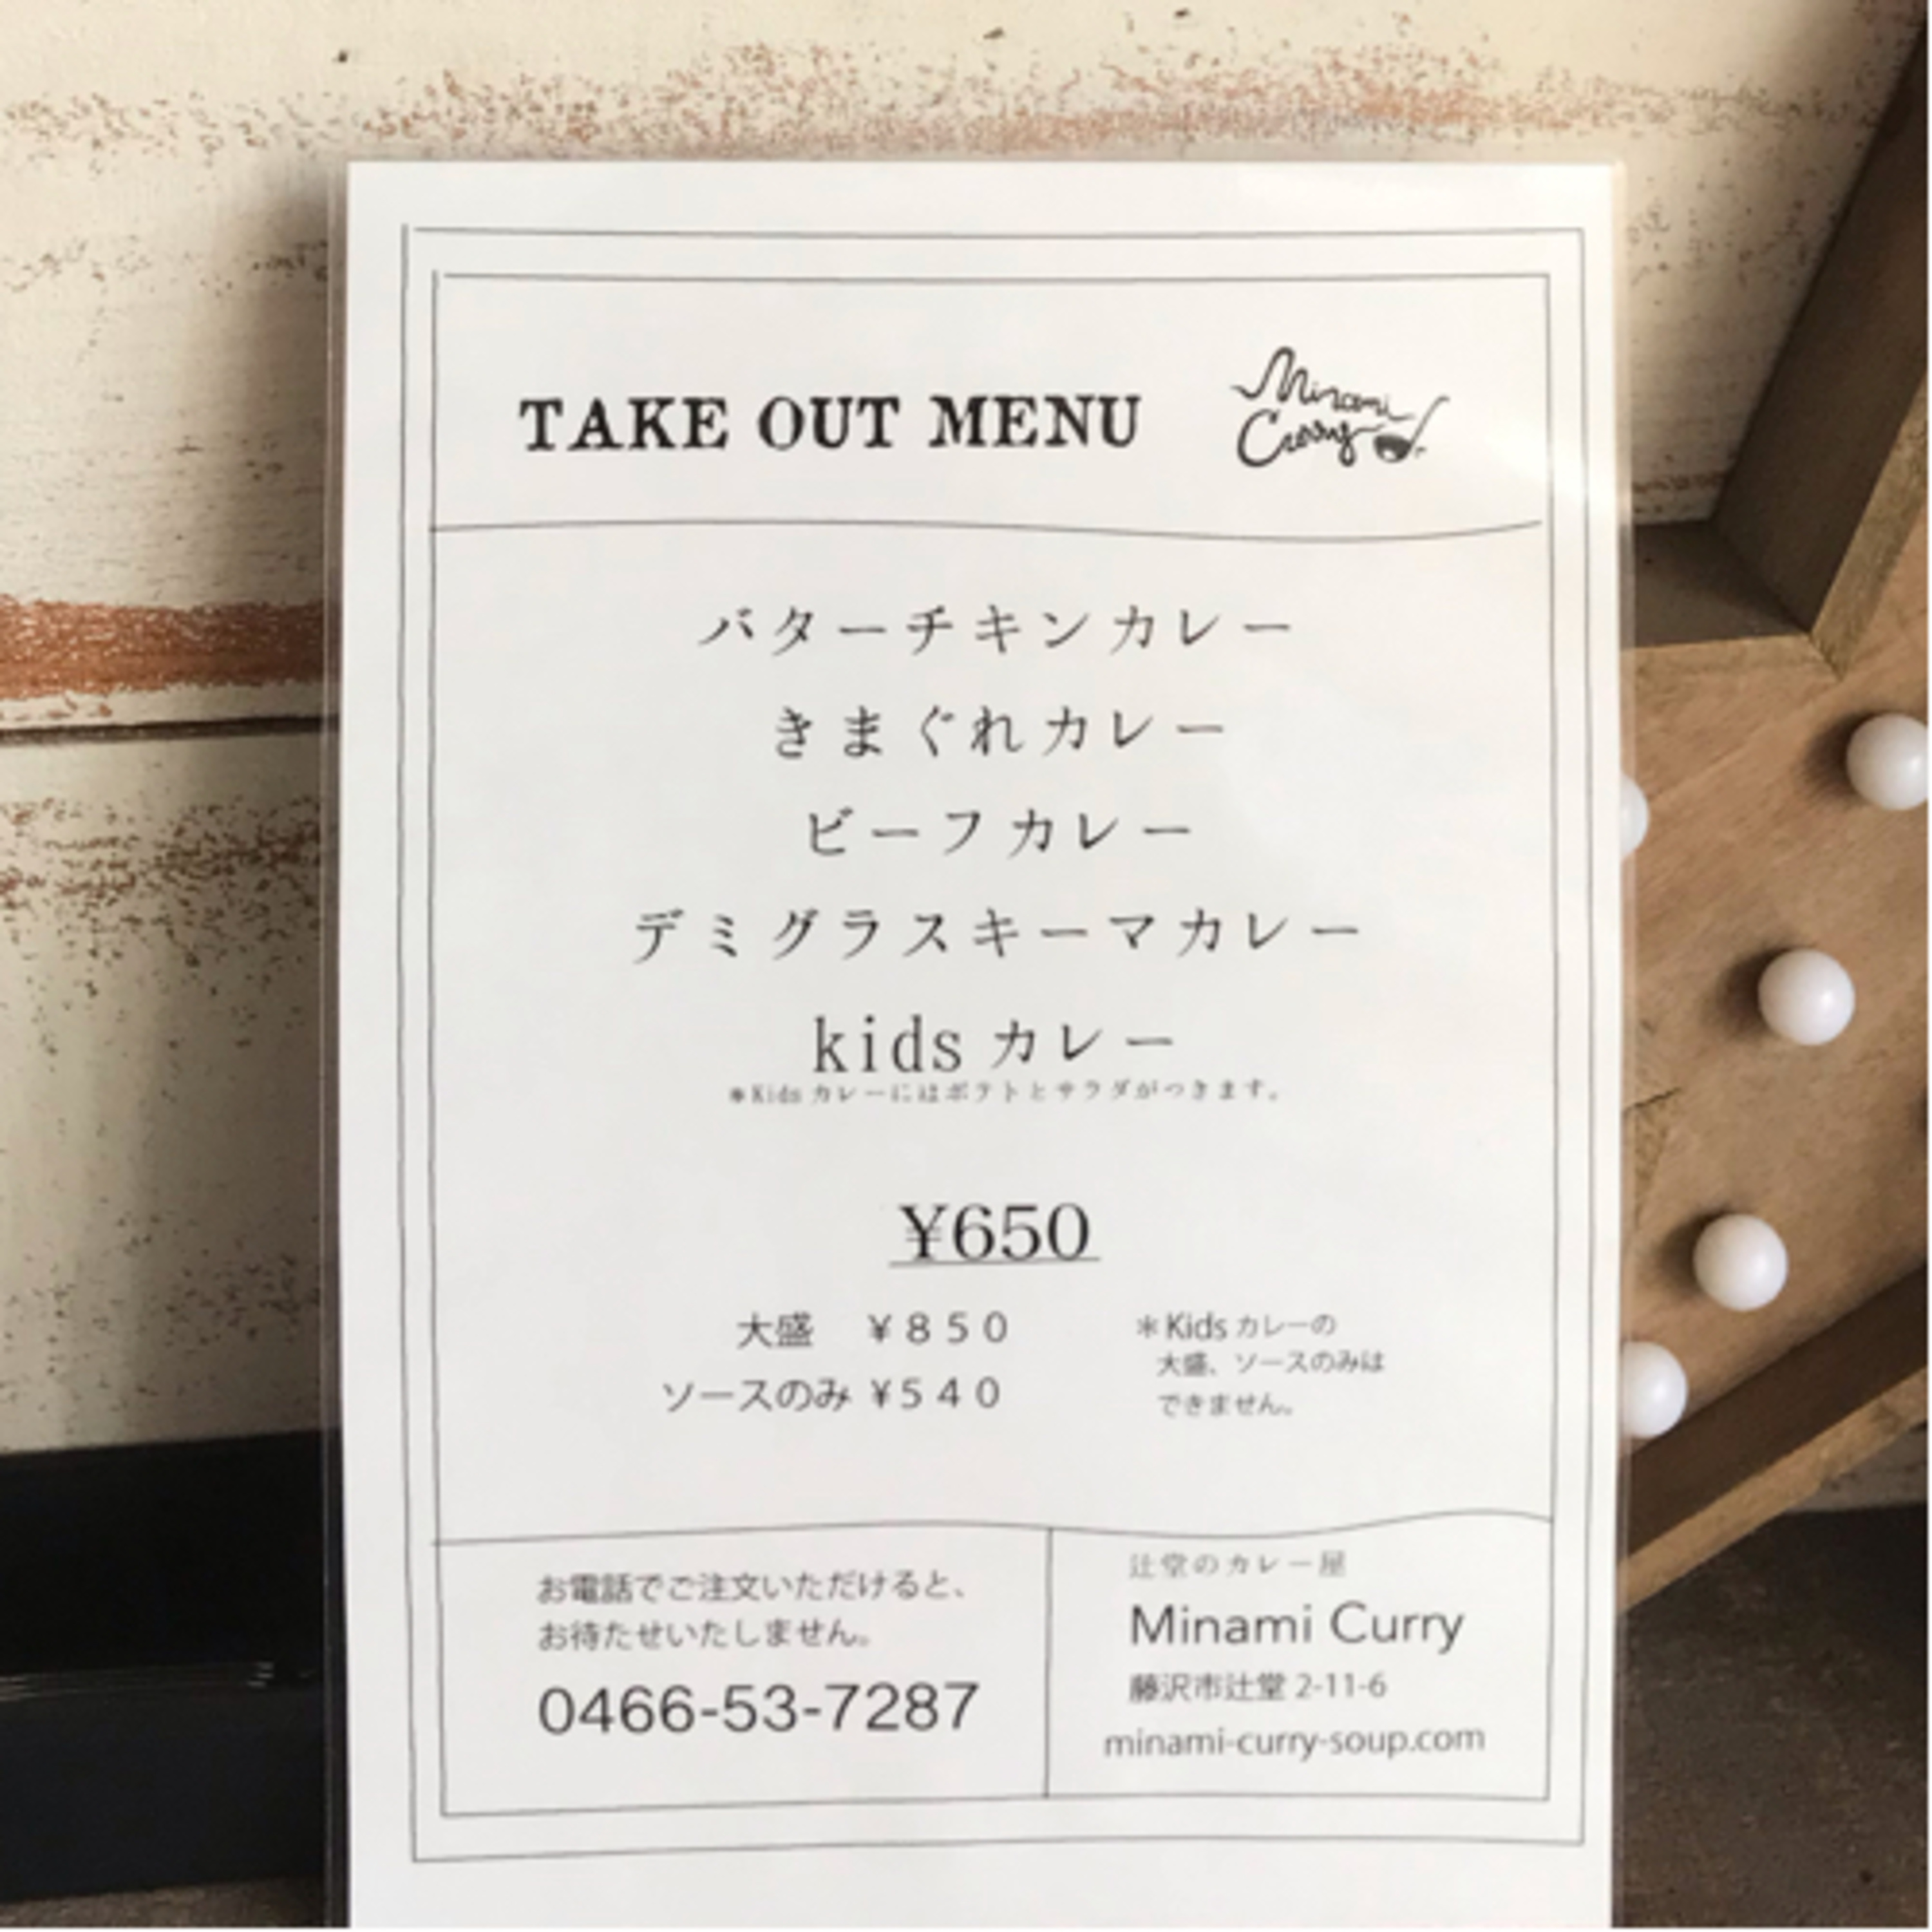 TAKE OUT MENU
Minami
Curry
バターチキンカレー
きまぐれカレー
ビーフカレー
デミグラスキーマカレー
kids カレー
＊Kids カレーにはポテトとサラダがつきます。
¥650
大盛 ¥850
ソースのみ ¥540
＊Kids カレーの
大盛、ソースのみは
できません。
お電話でご注文いただけると、
お待たせいたしません。
0466-53-7287
辻堂のカレー屋
Minami Curry
藤沢市辻堂 2-11-6
minami-curry-soup.com